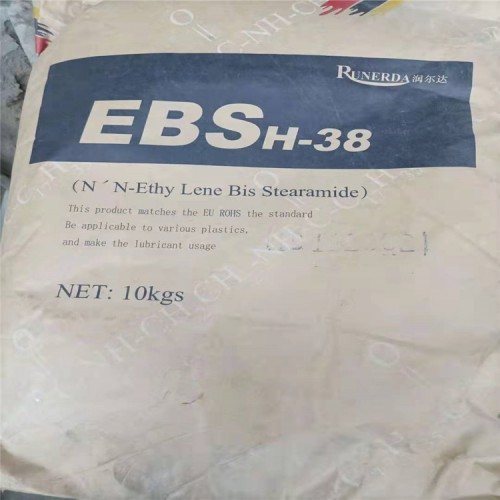 RUNERDA 润尔达
EBSH-38
(N´N-Ethy Lene Bis Stearamide)
This product matches the EU ROHS the standard
Be applicable to various plastics.
and make the lubricant usage
NET: 10kgs